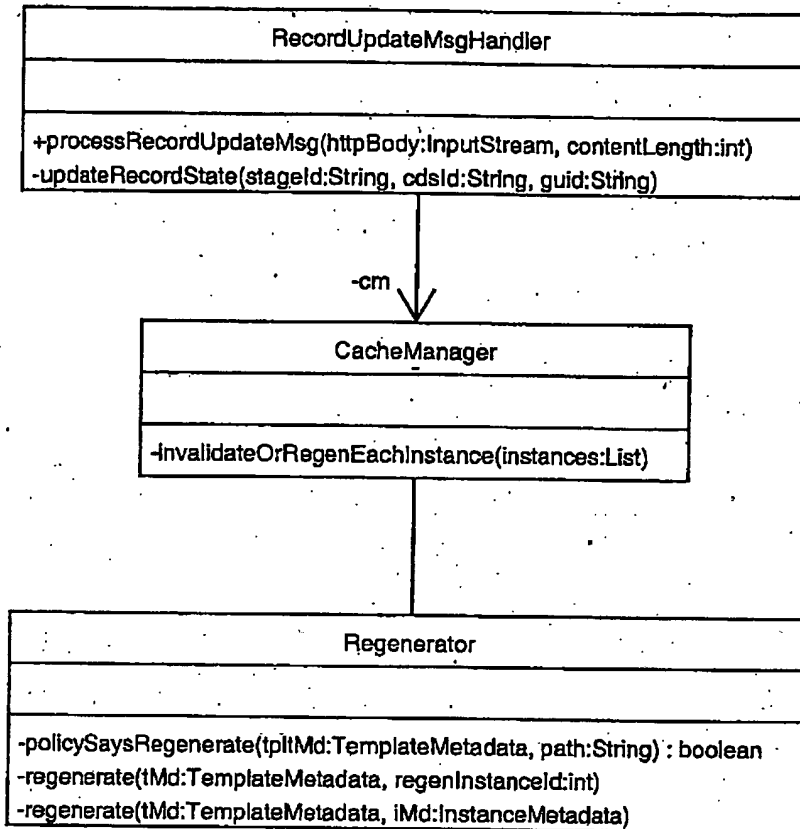 RecordUpdateMsgHandler
+processRecordUpdateMsg(httpBody:InputStream, contentLength:int)
-updateRecordState(stageId:String, cdsId:String, guid:String)
-cm
CacheManager
-invalidateOrRegenEachInstance(instances:List)
Regenerator
-policySaysRegenerate(tpltMd:TemplateMetadata, path:String) : boolean
-regenerate(tMd:TemplateMetadata, regenInstanceId:int)
-regenerate(tMd:TemplateMetadata, iMd:InstanceMetadata)